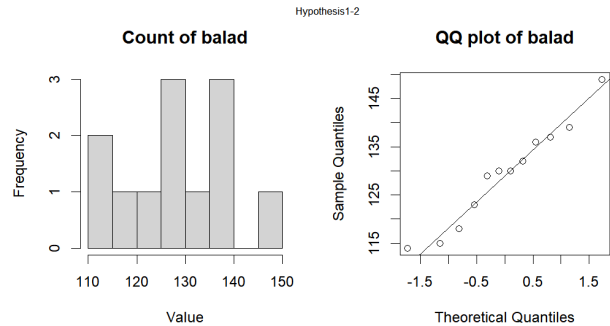 Hypothesis1-2
Count of balad
Frequency
0
1
2
3
110
120
130
140
150
Value
QQ plot of balad
Sample Quantiles
115
125
135
145
-1.5
-0.5
0.5
1.5
Theoretical Quantiles